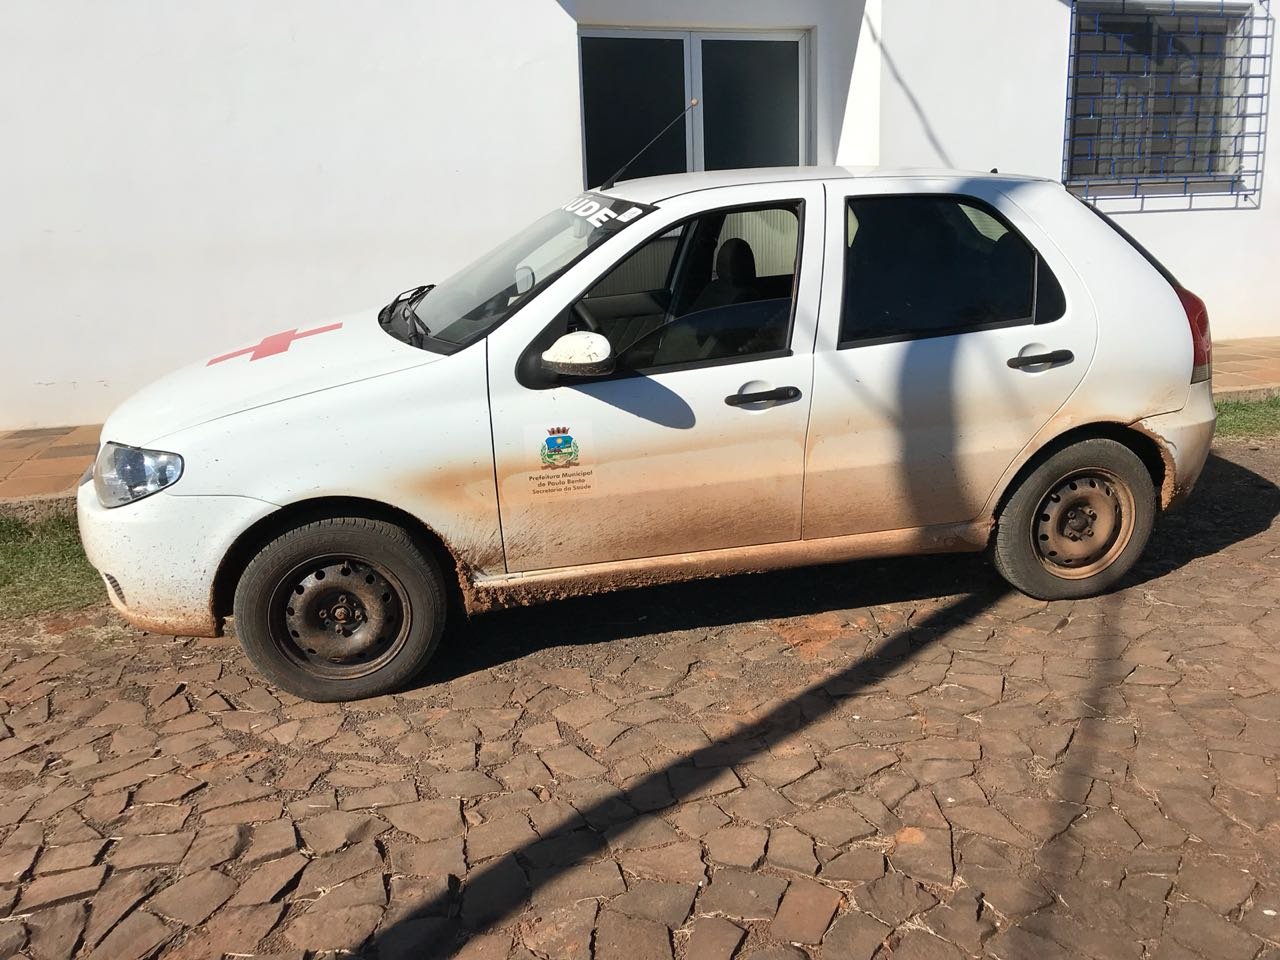 UDE
Prefeitura Municipal
de Paulo Bento
Secretaria da Saúde